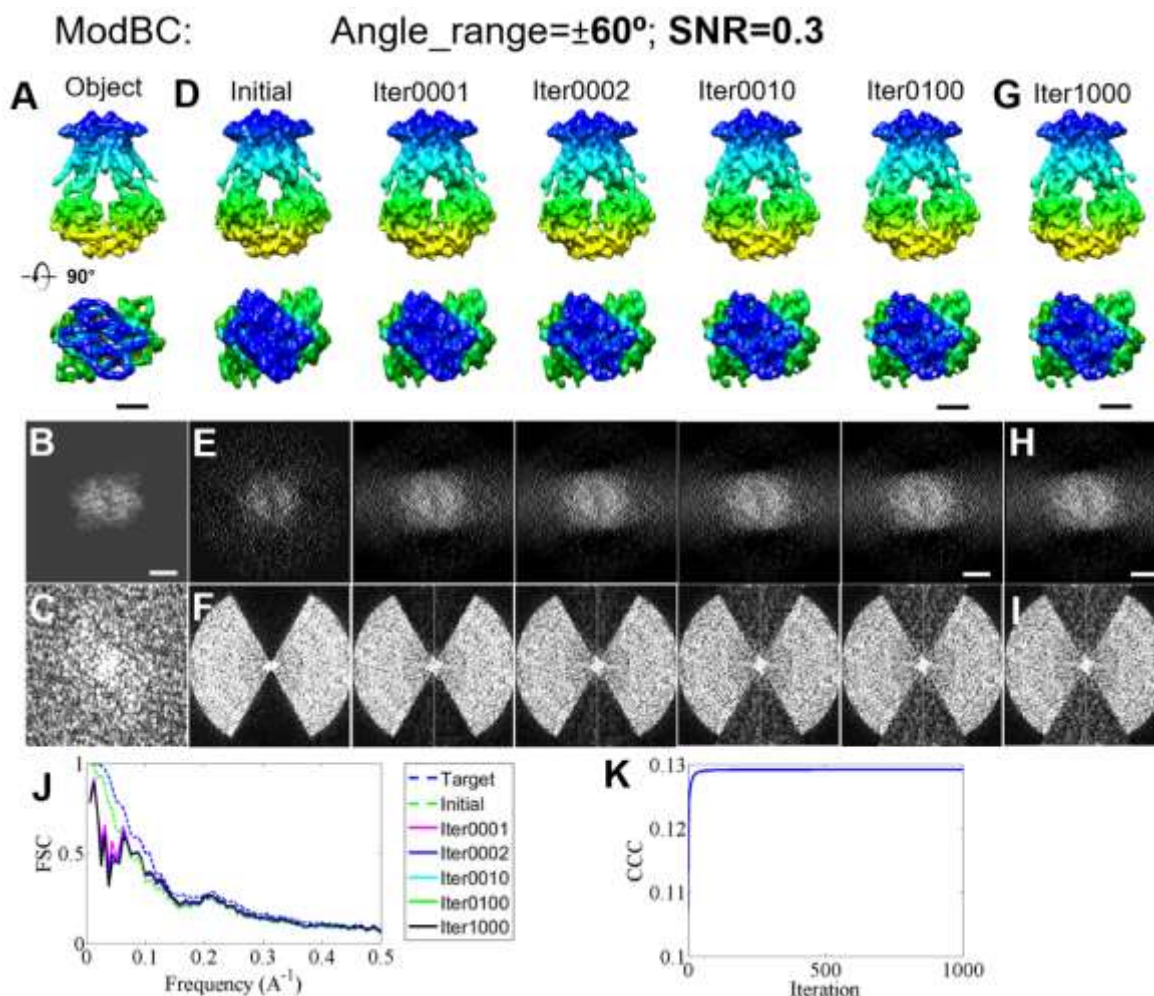 ModBC: Angle_range=±60º; SNR=0.3
A Object D Initial Iter0001 Iter0002 Iter0010 Iter0100 G Iter1000
90°
B E H
C F I
J K
1
0.5
0
FSC
0 0.1 0.2 0.3 0.4 0.5
Frequency (A⁻¹)
Target
Initial
Iter0001
Iter0002
Iter0010
Iter0100
Iter1000
0.13
0.12
0.11
0.1
CCC
0 500 1000
Iteration